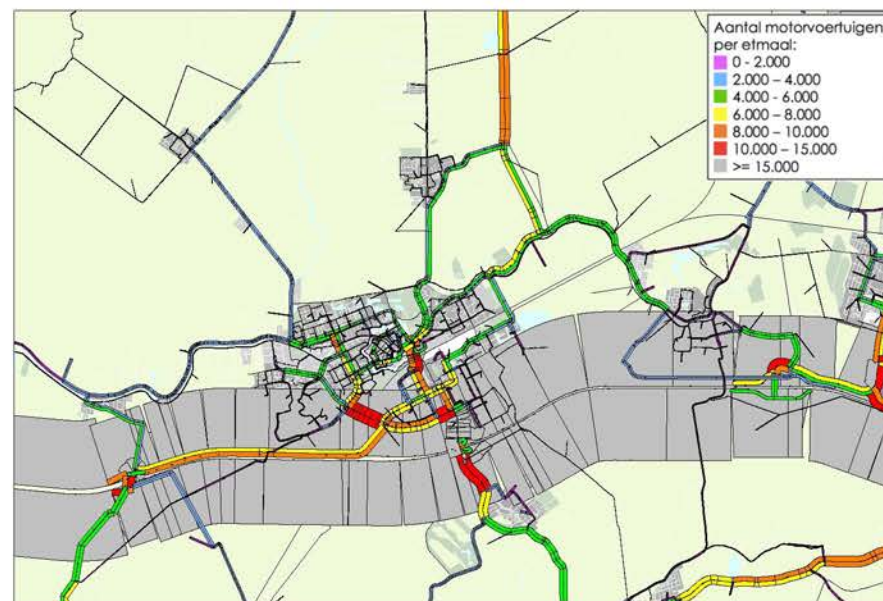 Aantal motorvoertuigen
per etmaal:
0 - 2.000
2.000 – 4.000
4.000 - 6.000
6.000 – 8.000
8.000 – 10.000
10.000 – 15.000
>= 15.000